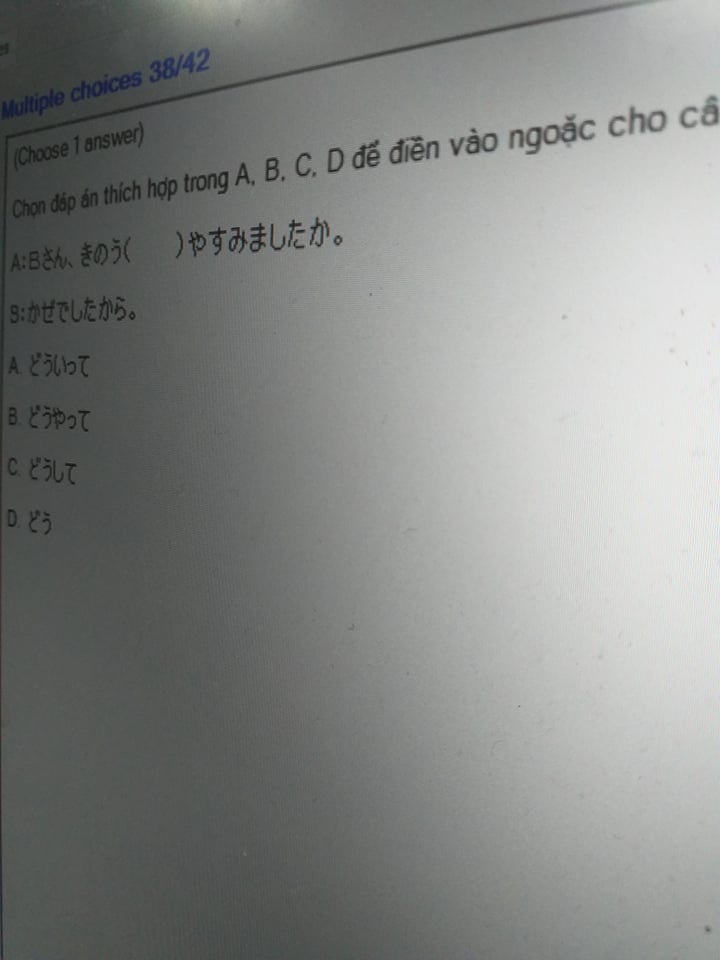 Multiple choices 38/42
(Choose 1 answer)
Chọn đáp án thích hợp trong A, B, C, D để điền vào ngoặc cho
A:Bさん、きのう( )やすみましたか。
B:かぜでしたから。
A. どういって
B. どうやって
C. どうして
D. どう